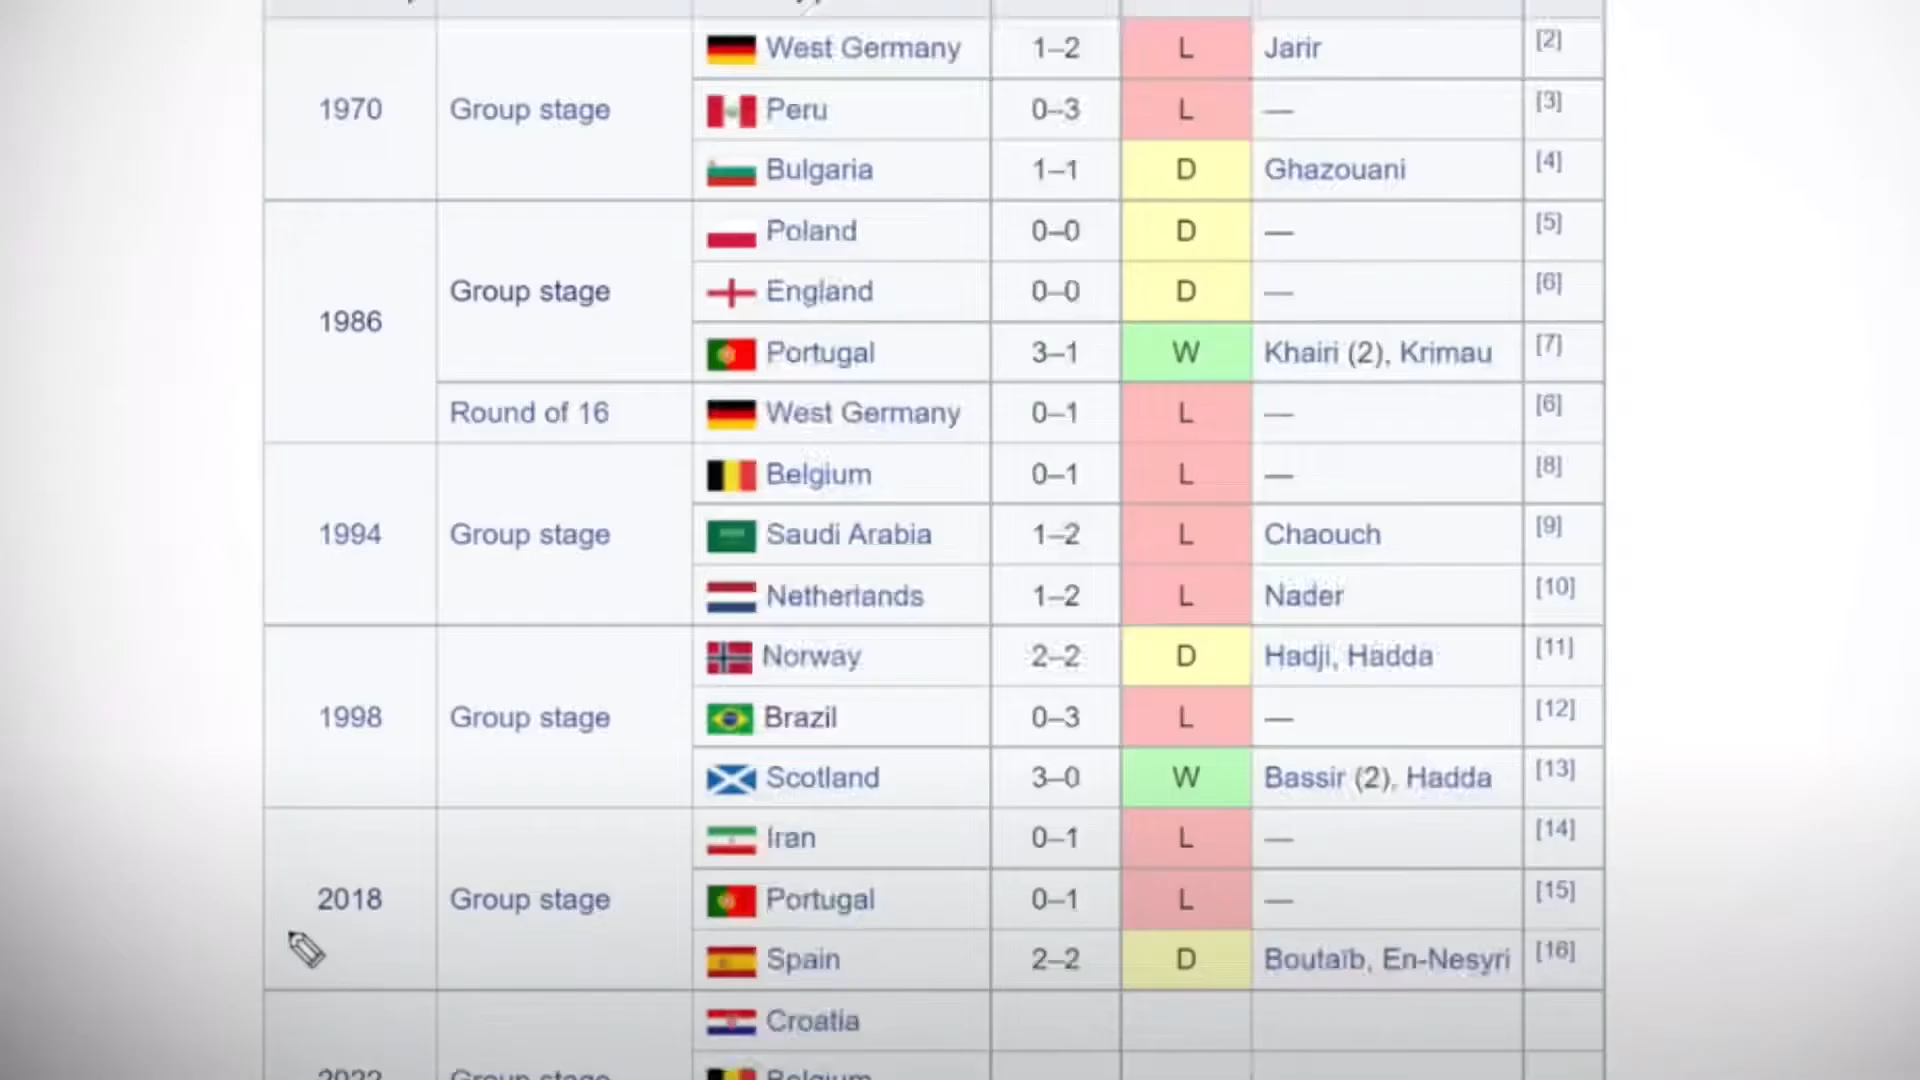 West Germany 1–2 L Jarir [2]
1970 Group stage Peru 0–3 L — [3]
Bulgaria 1–1 D Ghazouani [4]
Poland 0–0 D — [5]
Group stage England 0–0 D — [6]
1986
Portugal 3–1 W Khairi (2), Krimau [7]
Round of 16 West Germany 0–1 L — [6]
Belgium 0–1 L — [8]
1994 Group stage Saudi Arabia 1–2 L Chaouch [9]
Netherlands 1–2 L Nader [10]
Norway 2–2 D Hadji, Hadda [11]
1998 Group stage Brazil 0–3 L — [12]
Scotland 3–0 W Bassir (2), Hadda [13]
Iran 0–1 L — [14]
2018 Group stage Portugal 0–1 L — [15]
Spain 2–2 D Boutaïb, En-Nesyri [16]
Croatia
2022 Group stage Belgium